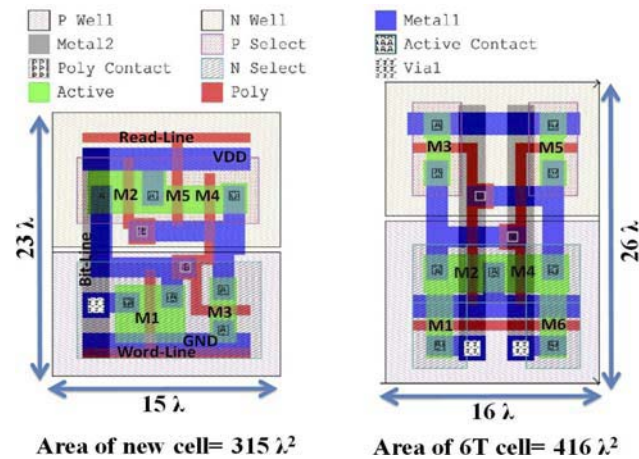 P Well
N Well
Metal1
Metal2
P Select
Active Contact
Poly Contact
N Select
Via1
Active
Poly
Read-Line
VDD
M2 M5 M4
Bit-Line
M1
M3
GND
Word-Line
23 λ
15 λ
Area of new cell= 315 λ²
M3
M5
M2
M4
M1
M6
26 λ
16 λ
Area of 6T cell= 416 λ²